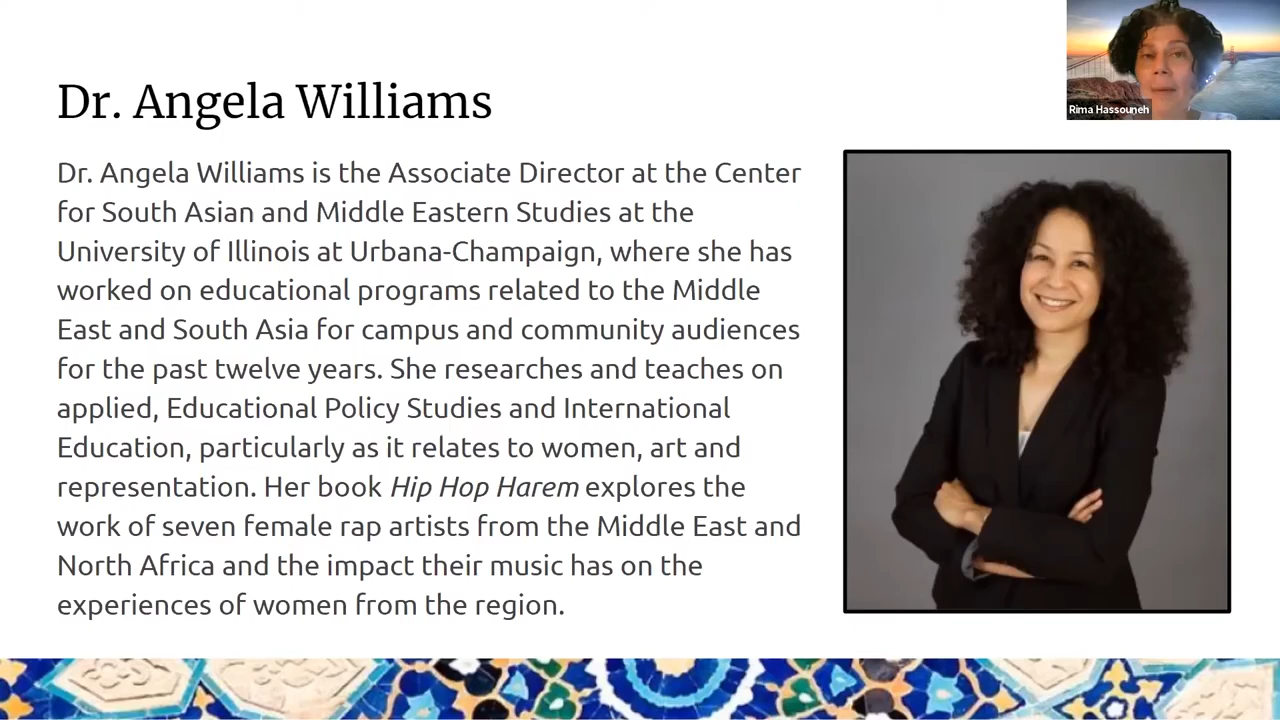 Dr. Angela Williams
Rima Hassouneh
Dr. Angela Williams is the Associate Director at the Center
for South Asian and Middle Eastern Studies at the
University of Illinois at Urbana-Champaign, where she has
worked on educational programs related to the Middle
East and South Asia for campus and community audiences
for the past twelve years. She researches and teaches on
applied, Educational Policy Studies and International
Education, particularly as it relates to women, art and
representation. Her book Hip Hop Harem explores the
work of seven female rap artists from the Middle East and
North Africa and the impact their music has on the
experiences of women from the region.